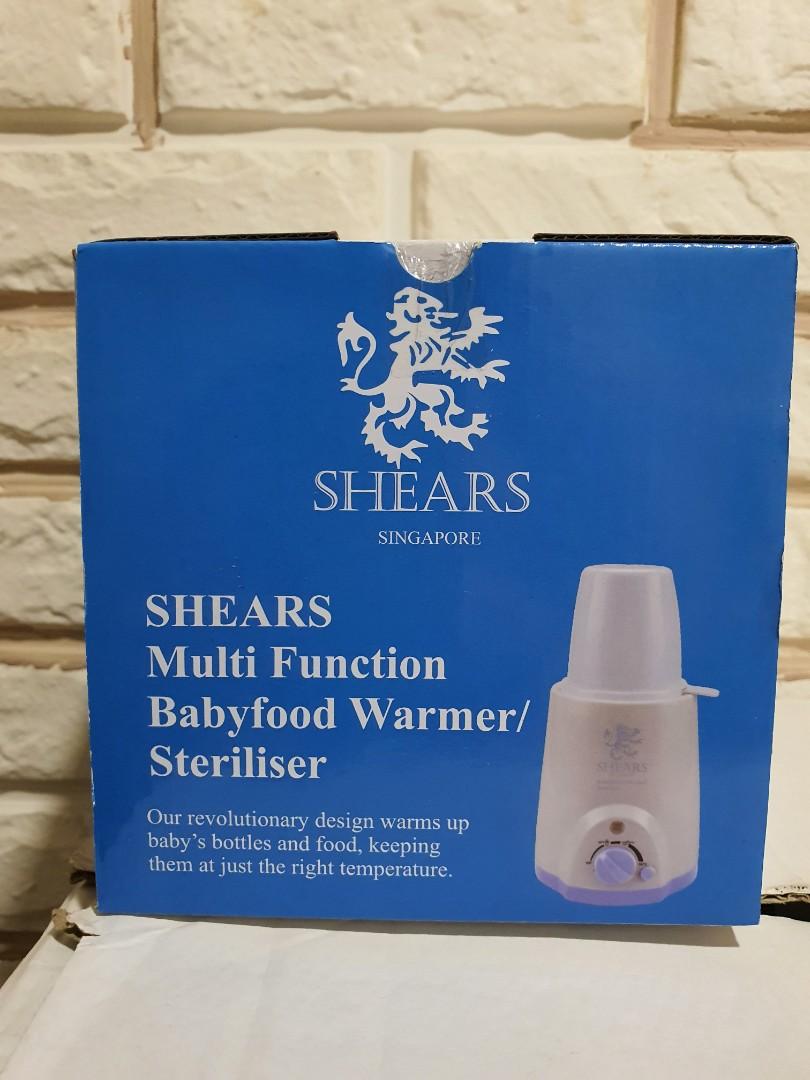 SHEARS
SINGAPORE
SHEARS
Multi Function
Babyfood Warmer/
Steriliser
Our revolutionary design warms up
baby's bottles and food, keeping
them at just the right temperature.
SHEARS